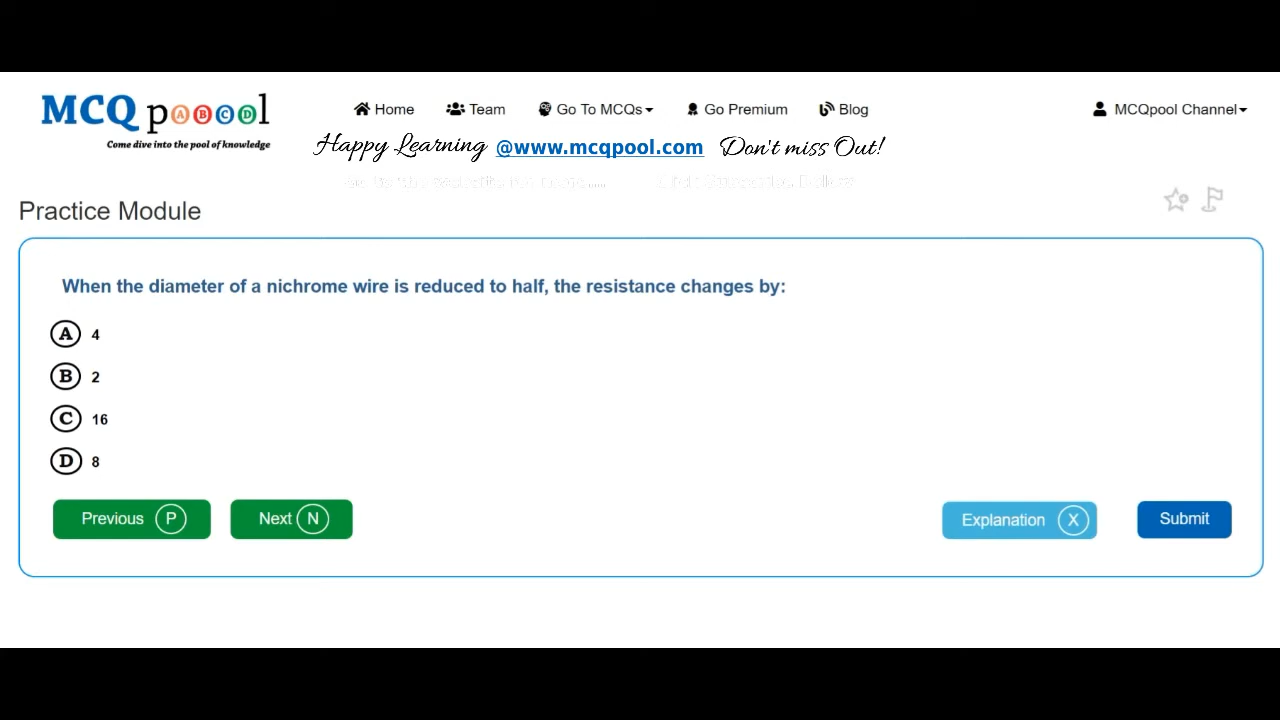 MCQ pooool
Come dive into the pool of knowledge
Home Team Go To MCQs Go Premium Blog MCQpool Channel
Happy Learning @www.mcqpool.com Don't miss Out!
Practice Module
When the diameter of a nichrome wire is reduced to half, the resistance changes by:
A 4
B 2
C 16
D 8
Previous P Next N Explanation X Submit